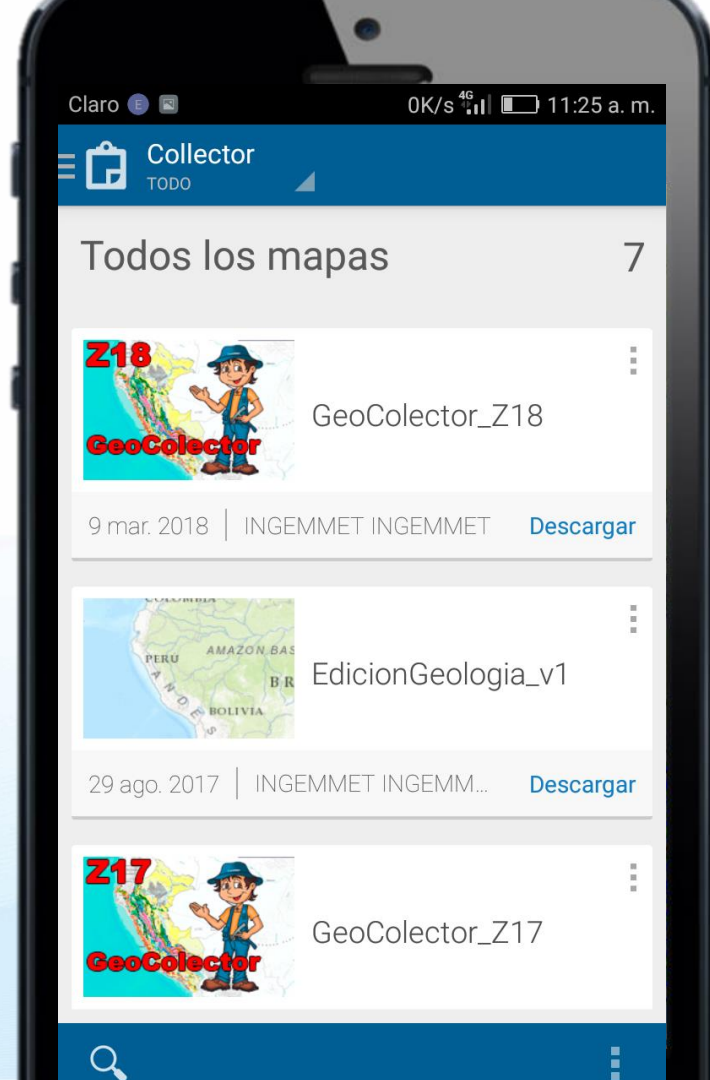 Claro E 0K/s 4G 11:25 a. m.
Collector
TODO
Todos los mapas 7
Z18
GeoColector
GeoColector_Z18
9 mar. 2018 | INGEMMET INGEMMET Descargar
COLOMBIA
PERU
AMAZON BAS
BR
ANDES
BOLIVIA
EdicionGeologia_v1
29 ago. 2017 | INGEMMET INGEMM... Descargar
Z17
GeoColector
GeoColector_Z17